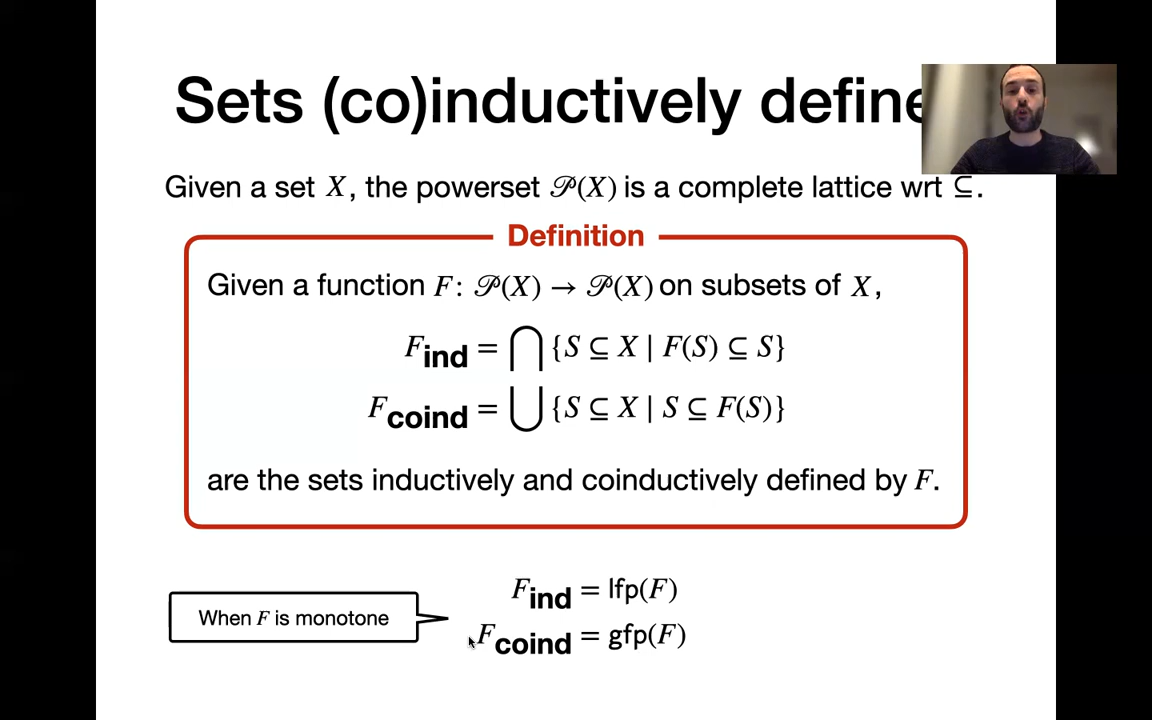 Sets (co)inductively define
Given a set X, the powerset 𝒫(X) is a complete lattice wrt ⊆.
Definition
Given a function F: 𝒫(X) → 𝒫(X) on subsets of X,
F_ind = ⋂ {S ⊆ X | F(S) ⊆ S}
F_coind = ⋃ {S ⊆ X | S ⊆ F(S)}
are the sets inductively and coinductively defined by F.
When F is monotone
F_ind = lfp(F)
F_coind = gfp(F)